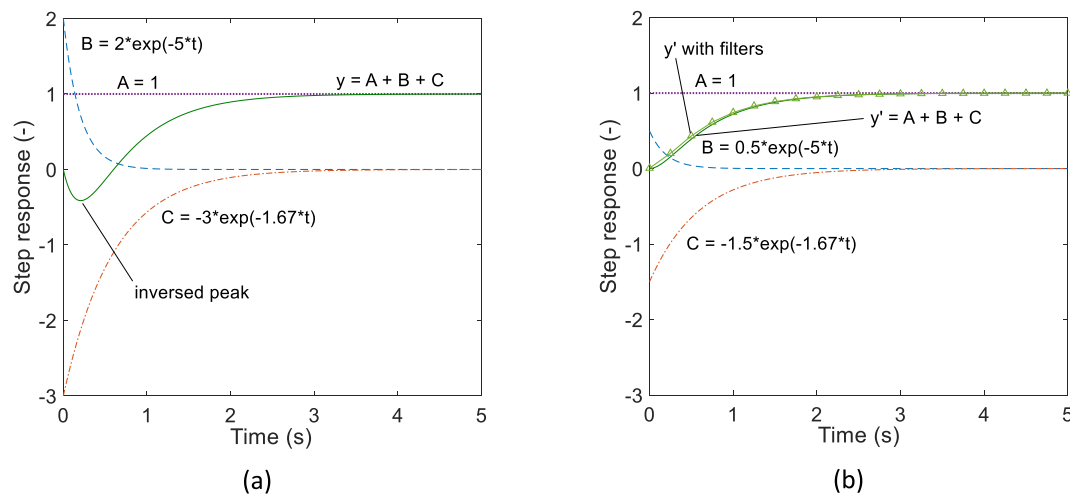 2
1
0
-1
-2
-3
Step response (-)
B = 2*exp(-5*t)
A = 1
y = A + B + C
C = -3*exp(-1.67*t)
inversed peak
0
1
2
3
4
5
Time (s)
(a)
2
1
0
-1
-2
-3
Step response (-)
y' with filters
A = 1
y' = A + B + C
B = 0.5*exp(-5*t)
C = -1.5*exp(-1.67*t)
0
1
2
3
4
5
Time (s)
(b)